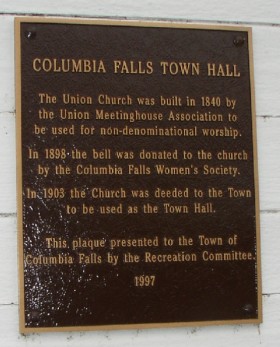 COLUMBIA FALLS TOWN HALL
The Union Church was built in 1840 by
the Union Meetinghouse Association to
be used for non-denominational worship.
In 1898 the bell was donated to the church
by the Columbia Falls Women's Society.
In 1903 the Church was deeded to the Town
to be used as the Town Hall.
This plaque presented to the Town of
Columbia Falls by the Recreation Committee.
1997